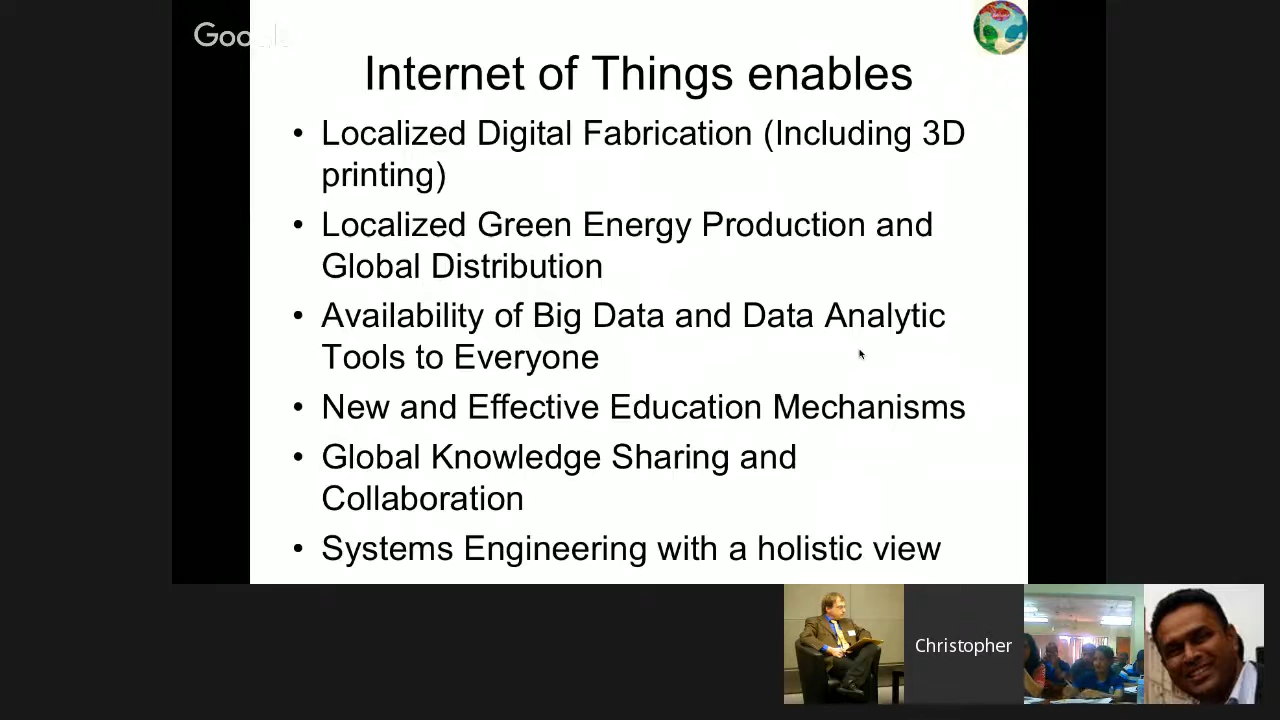 Google
Internet of Things enables
• Localized Digital Fabrication (Including 3D
printing)
• Localized Green Energy Production and
Global Distribution
• Availability of Big Data and Data Analytic
Tools to Everyone
• New and Effective Education Mechanisms
• Global Knowledge Sharing and
Collaboration
• Systems Engineering with a holistic view
Christopher